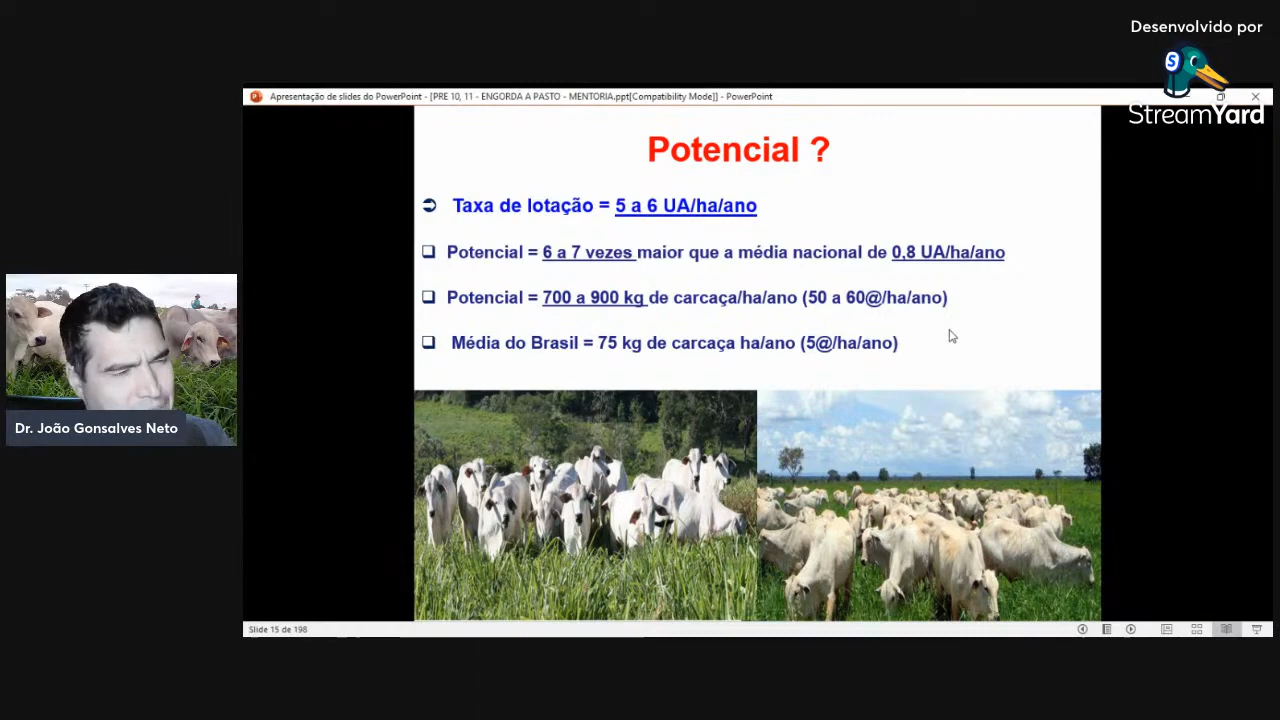 Desenvolvido por
StreamYard
Apresentação de slides do PowerPoint - [PRE 10, 11 - ENGORDA A PASTO - MENTORIA.ppt[Compatibility Mode]] - PowerPoint
Potencial ?
Taxa de lotação = 5 a 6 UA/ha/ano
Potencial = 6 a 7 vezes maior que a média nacional de 0,8 UA/ha/ano
Potencial = 700 a 900 kg de carcaça/ha/ano (50 a 60@/ha/ano)
Média do Brasil = 75 kg de carcaça ha/ano (5@/ha/ano)
Dr. João Gonsalves Neto
Slide 15 de 198